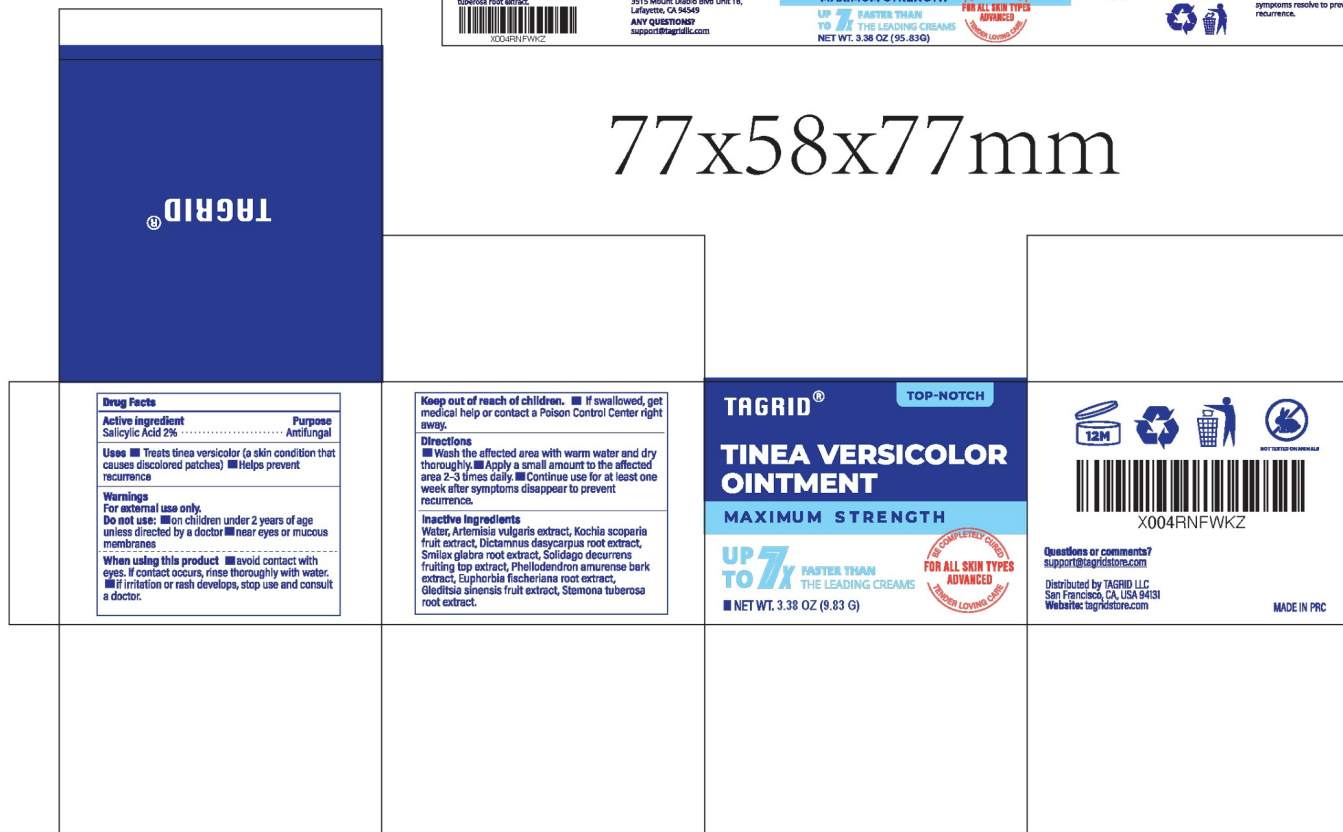 tuberosa root extract.
X004RNFWKZ
3515 Mount Diablo Blvd Unit 18,
Lafayette, CA 94549
ANY QUESTIONS?
support@tagridllc.com
MAXIMUM STRENGTH
UP TO 7X FASTER THAN
THE LEADING CREAMS
NET WT. 3.38 OZ (95.83G)
FOR ALL SKIN TYPES
ADVANCED
TENDER LOVING CARE
symptoms resolve to prev
recurrence.
77x58x77mm
TAGRID®
Drug Facts
Active ingredient Purpose
Salicylic Acid 2% ························ Antifungal
Uses ■ Treats tinea versicolor (a skin condition that
causes discolored patches) ■ Helps prevent
recurrence
Warnings
For external use only.
Do not use: ■ on children under 2 years of age
unless directed by a doctor ■ near eyes or mucous
membranes
When using this product ■ avoid contact with
eyes. If contact occurs, rinse thoroughly with water.
■ If irritation or rash develops, stop use and consult
a doctor.
Keep out of reach of children. ■ If swallowed, get
medical help or contact a Poison Control Center right
away.
Directions
■ Wash the affected area with warm water and dry
thoroughly. ■ Apply a small amount to the affected
area 2-3 times daily. ■ Continue use for at least one
week after symptoms disappear to prevent
recurrence.
Inactive Ingredients
Water, Artemisia vulgaris extract, Kochia scoparia
fruit extract, Dictamnus dasycarpus root extract,
Smilax glabra root extract, Solidago decurrens
fruiting top extract, Phellodendron amurense bark
extract, Euphorbia fischeriana root extract,
Gleditsia sinensis fruit extract, Stemona tuberosa
root extract.
TAGRID®
TOP-NOTCH
TINEA VERSICOLOR
OINTMENT
MAXIMUM STRENGTH
UP TO 7X FASTER THAN
THE LEADING CREAMS
■ NET WT. 3.38 OZ (9.83 G)
BE COMPLETELY CURED
FOR ALL SKIN TYPES
ADVANCED
TENDER LOVING CARE
12M
NOT TESTED ON ANIMALS
X004RNFWKZ
Questions or comments?
support@tagridstore.com
Distributed by TAGRID LLC
San Francisco, CA, USA 94131
Website: tagridstore.com
MADE IN PRC